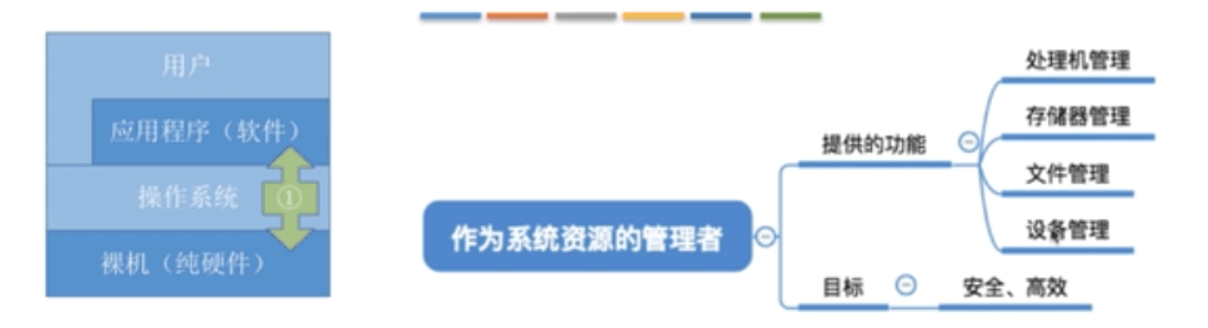 用户
应用程序（软件）
操作系统
①
裸机（纯硬件）
作为系统资源的管理者
提供的功能
处理机管理
存储器管理
文件管理
设备管理
目标
安全、高效